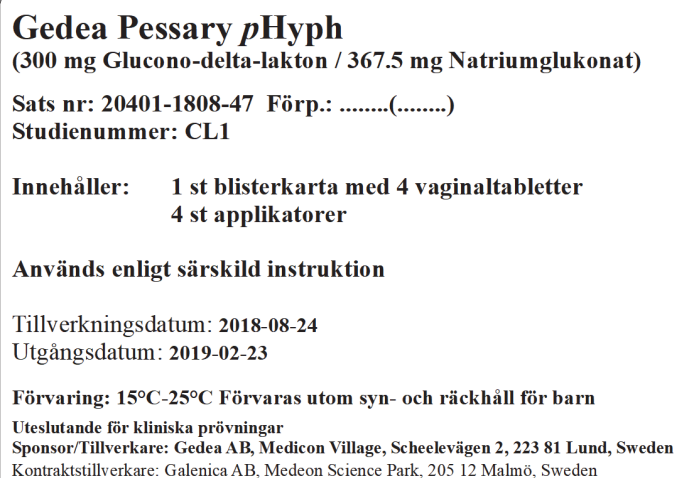 Gedea Pessary pHyph
(300 mg Glucono-delta-lakton / 367.5 mg Natriumglukonat)
Sats nr: 20401-1808-47 Förp.: ........(........)
Studienummer: CL1
Innehåller: 1 st blisterkarta med 4 vaginaltabletter
4 st applikatorer
Används enligt särskild instruktion
Tillverkningsdatum: 2018-08-24
Utgångsdatum: 2019-02-23
Förvaring: 15°C-25°C Förvaras utom syn- och räckhåll för barn
Uteslutande för kliniska prövningar
Sponsor/Tillverkare: Gedea AB, Medicon Village, Scheelevägen 2, 223 81 Lund, Sweden
Kontraktstillverkare: Galenica AB, Medeon Science Park, 205 12 Malmö, Sweden